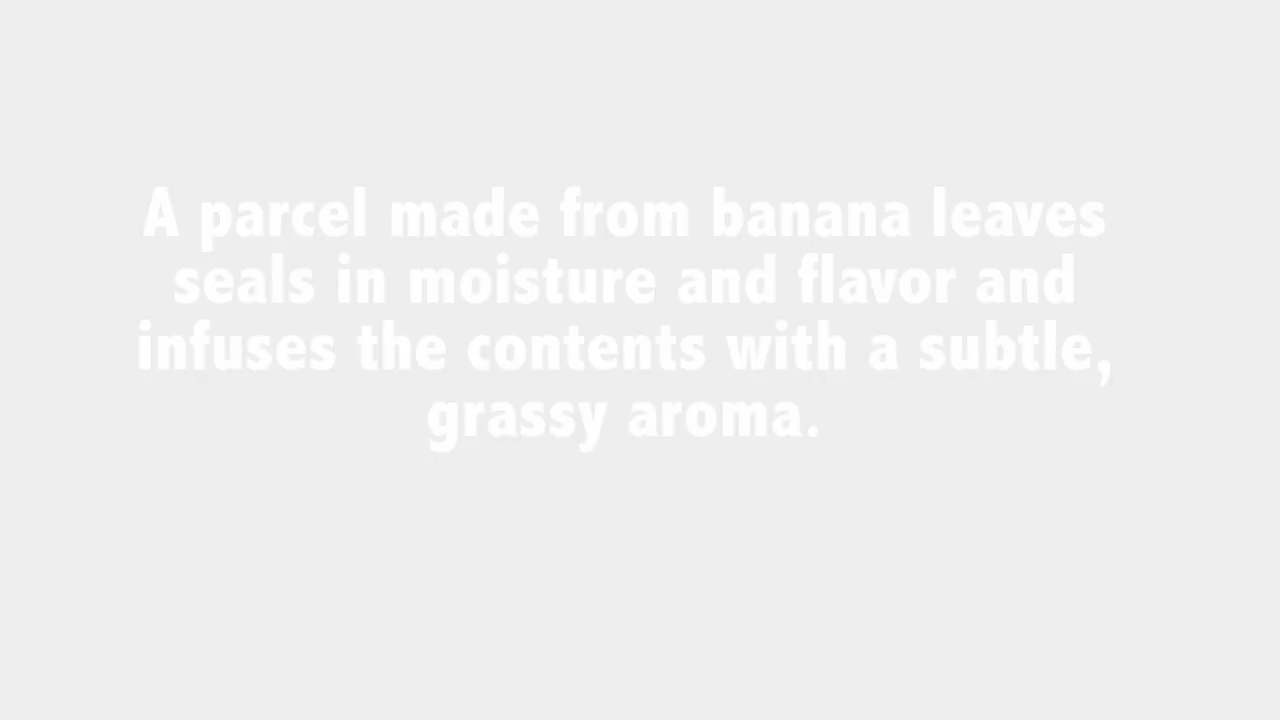 A parcel made from banana leaves
seals in moisture and flavor and
infuses the contents with a subtle,
grassy aroma.